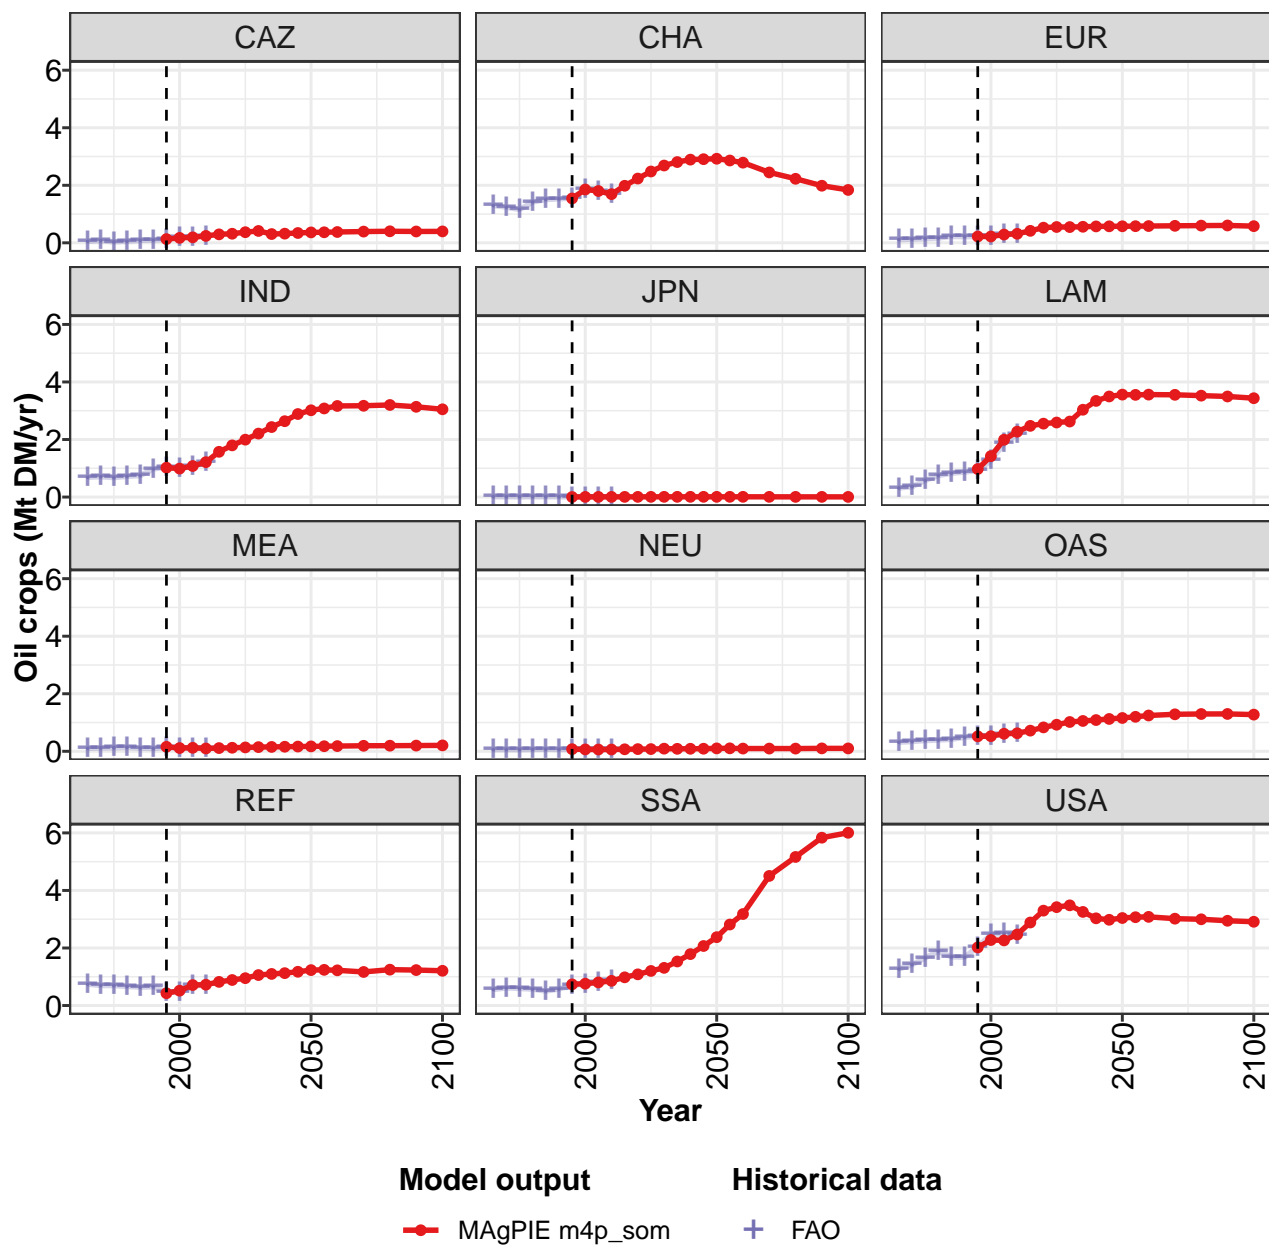 CAZ CHA EUR
6
4
2
0
IND JPN LAM
6
4
2
0
MEA NEU OAS
6
4
2
0
REF SSA USA
6
4
2
0
Oil crops (Mt DM/yr)
2000 2050 2100 2000 2050 2100 2000 2050 2100
Year
Model output Historical data
MAgPIE m4p_som FAO